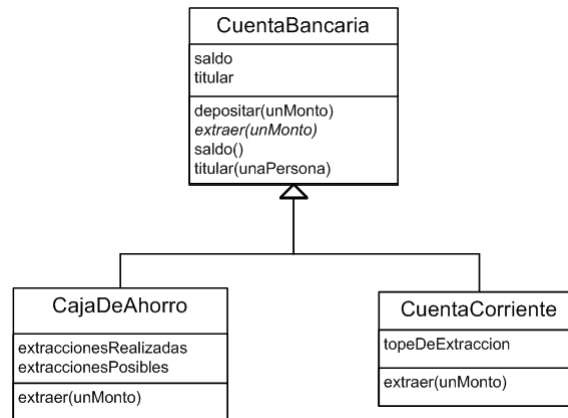 CuentaBancaria
saldo
titular
depositar(unMonto)
extraer(unMonto)
saldo()
titular(unaPersona)
CajaDeAhorro
extraccionesRealizadas
extraccionesPosibles
extraer(unMonto)
CuentaCorriente
topeDeExtraccion
extraer(unMonto)